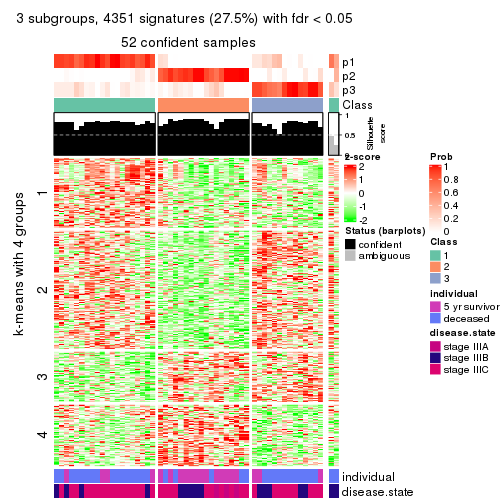 3 subgroups, 4351 signatures (27.5%) with fdr < 0.05
52 confident samples
p1
p2
p3
Class
1
0.5
0
Silhouette
score
k-means with 4 groups
1
2
3
4
z-score
2
1
0
-1
-2
Status (barplots)
confident
ambiguous
Prob
1
0.8
0.6
0.4
0.2
0
Class
1
2
3
individual
5 yr survivor
deceased
disease.state
stage IIIA
stage IIIB
stage IIIC
individual
disease.state